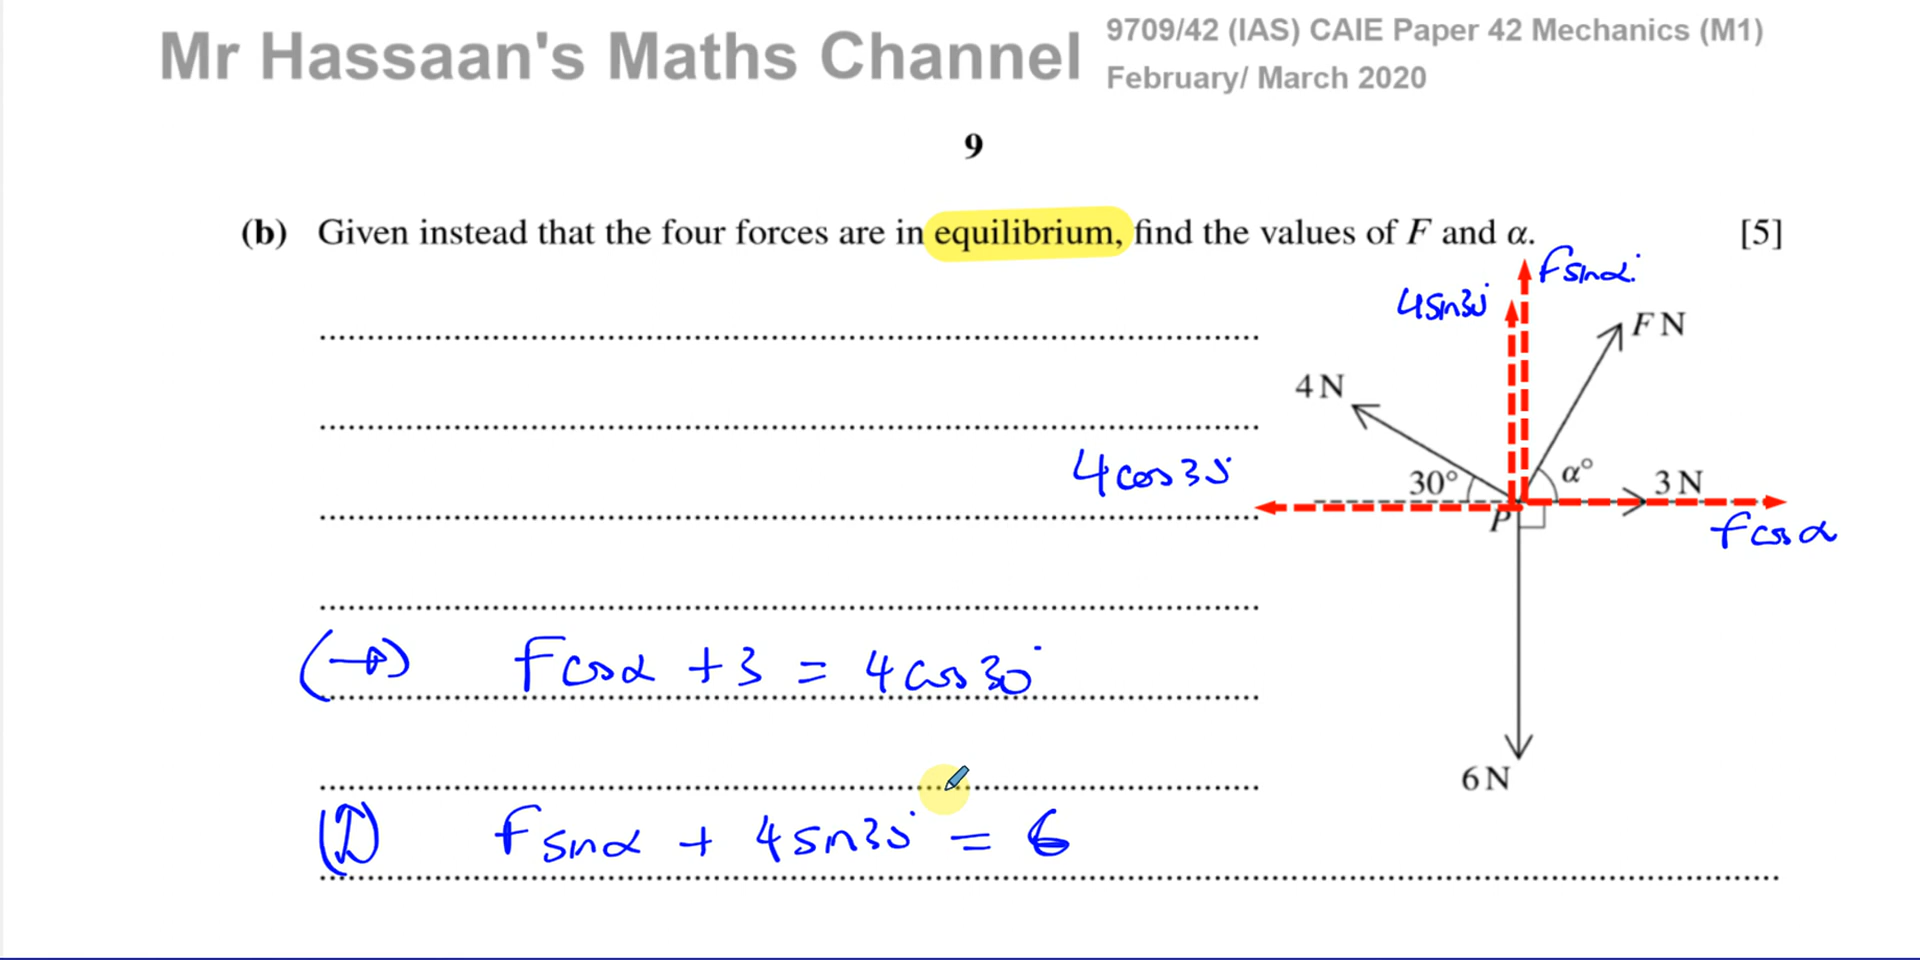 Mr Hassaan's Maths Channel
9709/42 (IAS) CAIE Paper 42 Mechanics (M1)
February/ March 2020
9
(b) Given instead that the four forces are in equilibrium, find the values of F and α. [5]
Fsinα
4sin30°
F N
4 N
4cos30°
30°
α°
3 N
P
Fcosα
(→) Fcosα + 3 = 4cos30°
6 N
(↕) Fsinα + 4sin30° = 6